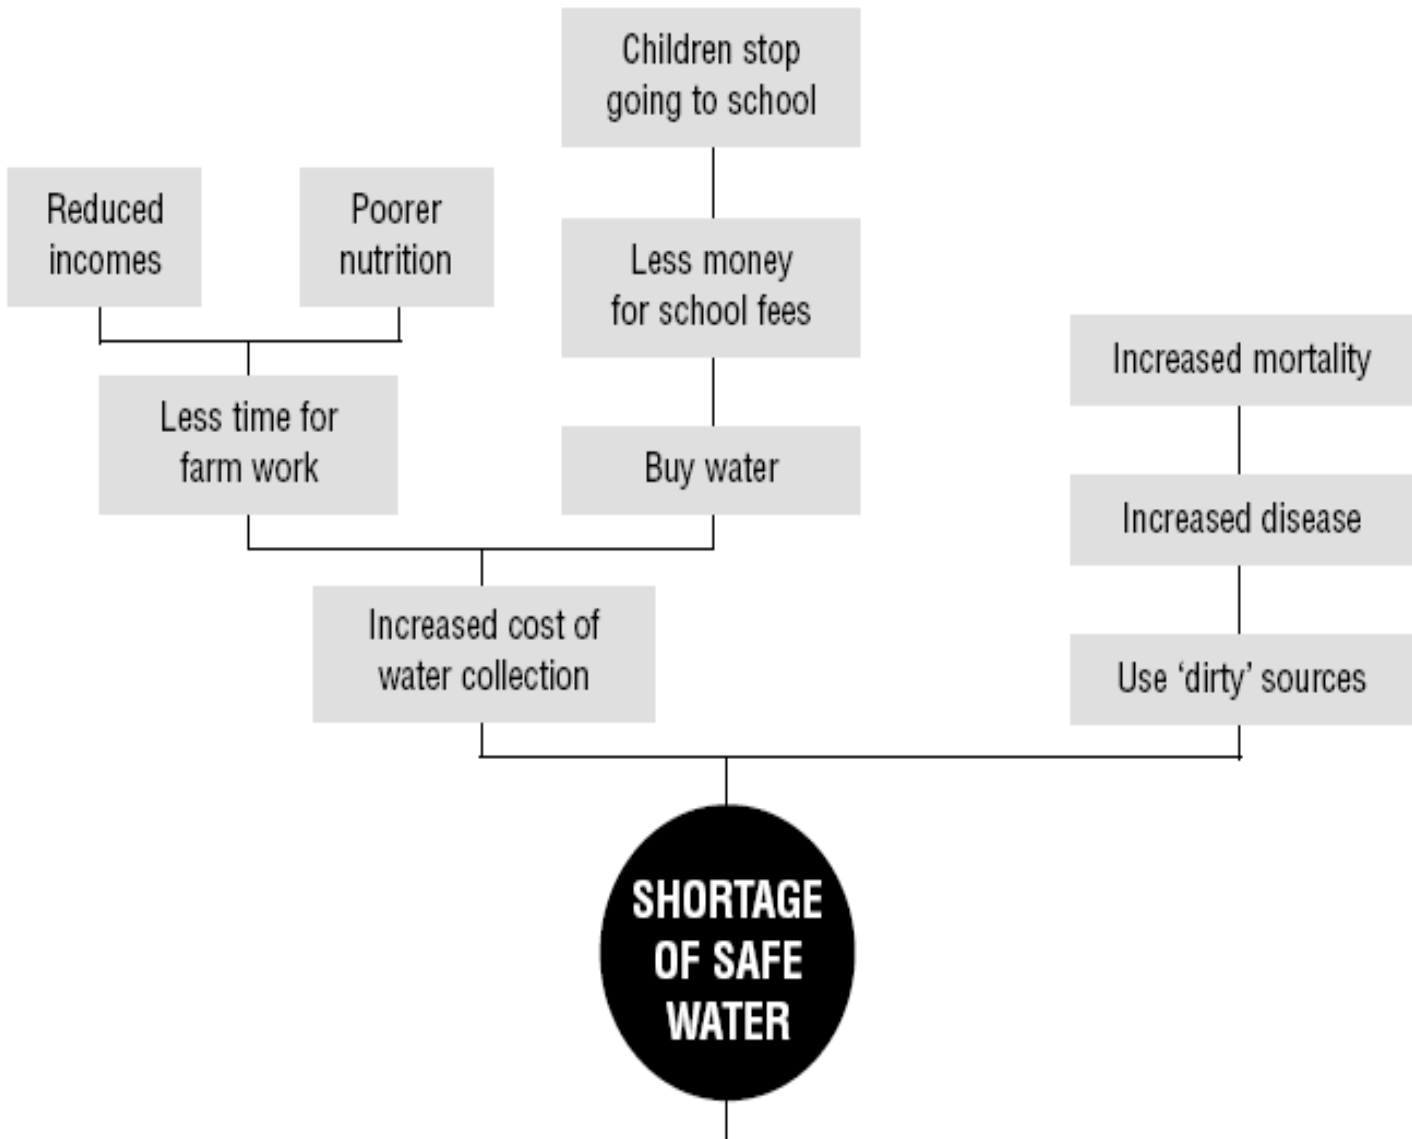 Children stop
going to school
Reduced
incomes
Poorer
nutrition
Less money
for school fees
Increased mortality
Less time for
farm work
Buy water
Increased disease
Increased cost of
water collection
Use ‘dirty’ sources
SHORTAGE
OF SAFE
WATER